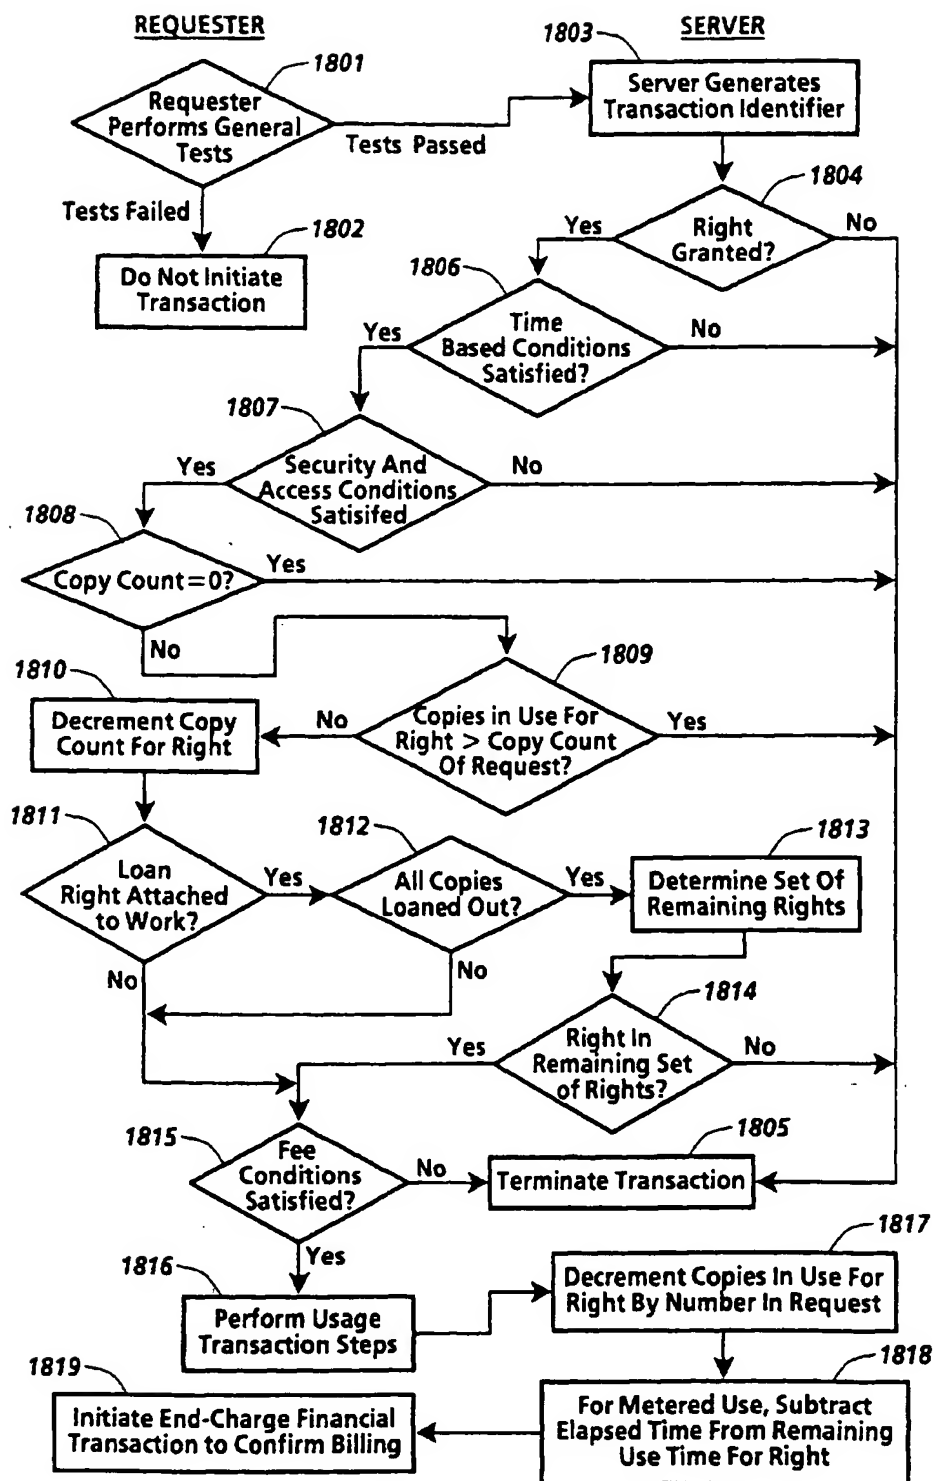 REQUESTER
SERVER
1801
1803
Requester
Performs General
Tests
Server Generates
Transaction Identifier
Tests Passed
Tests Failed
1802
Do Not Initiate
Transaction
1804
Right
Granted?
Yes
No
1806
Time
Based Conditions
Satisfied?
Yes
No
1807
Security And
Access Conditions
Satisifed
Yes
No
1808
Copy Count=0?
Yes
No
1809
Copies in Use For
Right > Copy Count
Of Request?
No
Yes
1810
Decrement Copy
Count For Right
1811
Loan
Right Attached
to Work?
Yes
No
1812
All Copies
Loaned Out?
Yes
No
1813
Determine Set Of
Remaining Rights
1814
Right In
Remaining Set
of Rights?
Yes
No
1815
Fee
Conditions
Satisfied?
No
Yes
1805
Terminate Transaction
1816
Perform Usage
Transaction Steps
1817
Decrement Copies In Use For
Right By Number In Request
1818
For Metered Use, Subtract
Elapsed Time From Remaining
Use Time For Right
1819
Initiate End-Charge Financial
Transaction to Confirm Billing